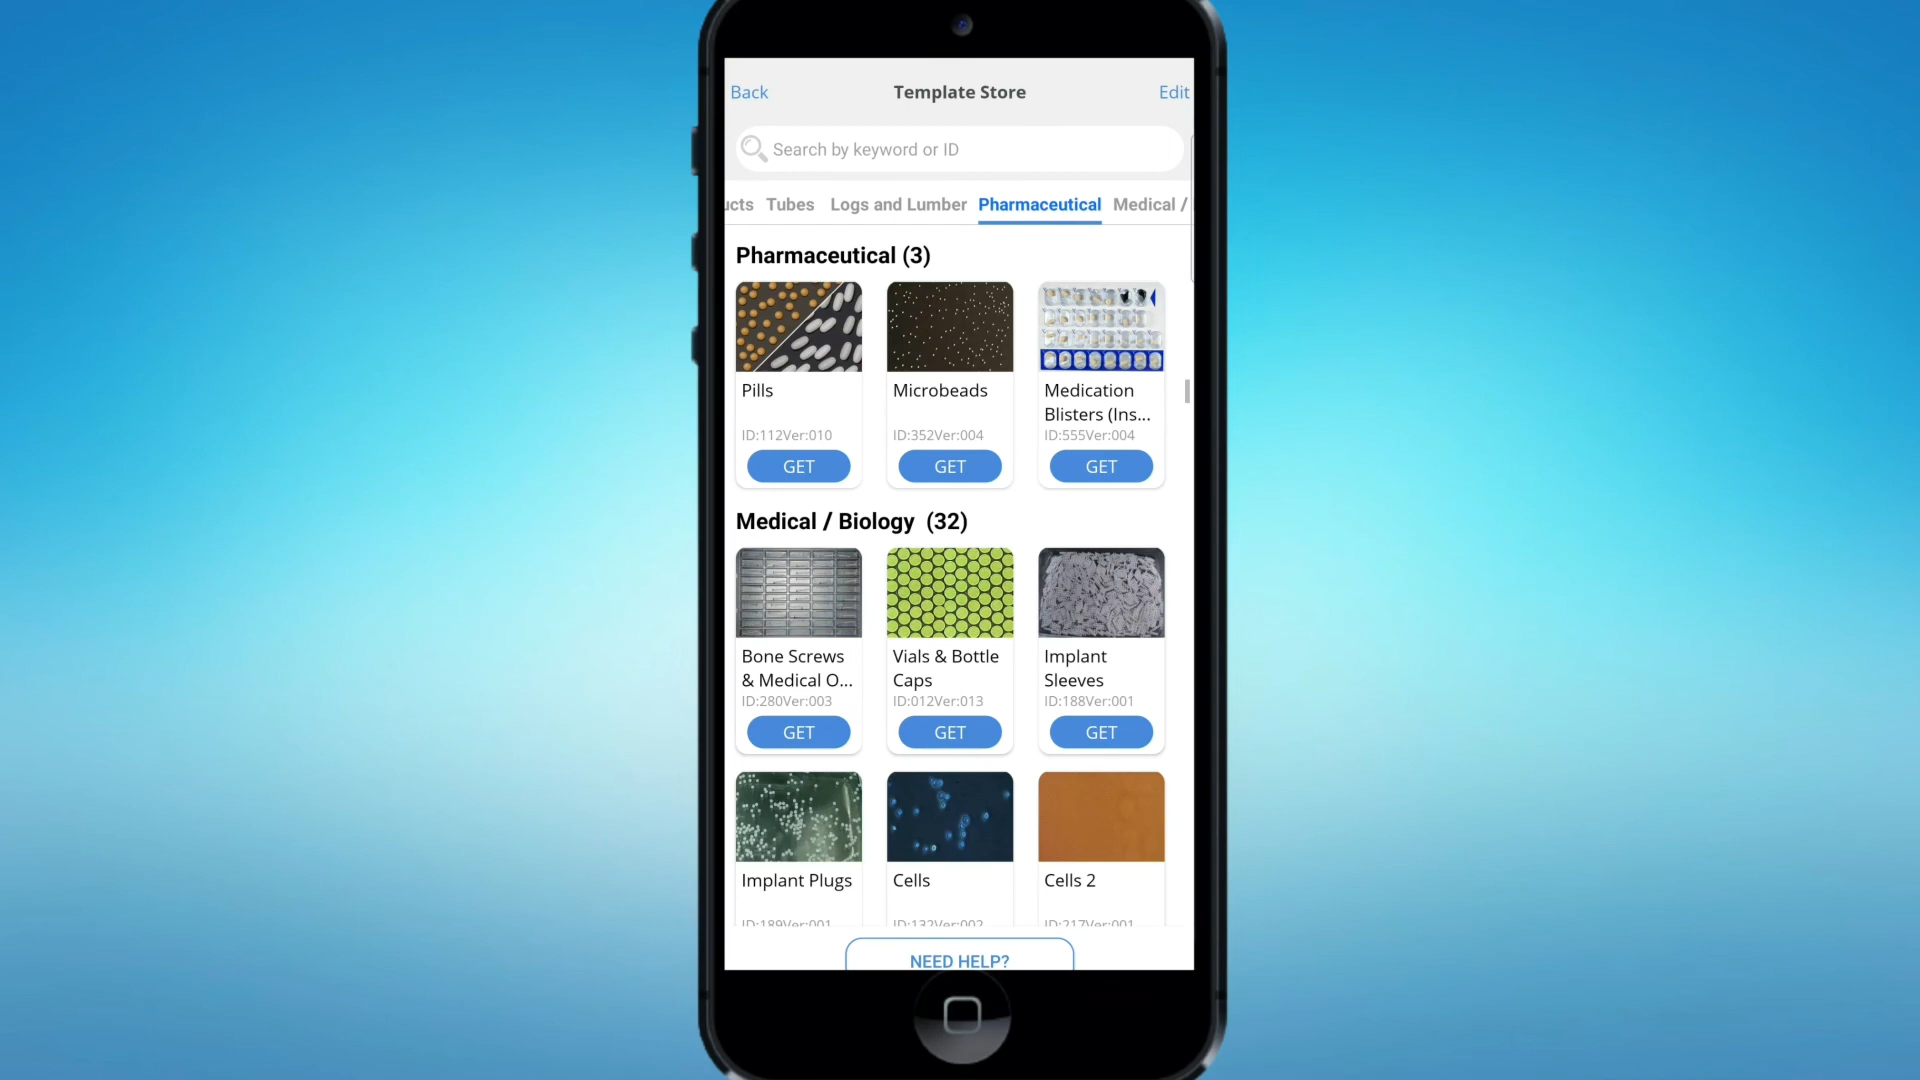 Back Template Store Edit
Search by keyword or ID
ucts Tubes Logs and Lumber Pharmaceutical Medical /
Pharmaceutical (3)
Pills Microbeads Medication
Blisters (Ins...
ID:112Ver:010 ID:352Ver:004 ID:555Ver:004
GET GET GET
Medical / Biology (32)
Bone Screws Vials & Bottle Implant
& Medical O... Caps Sleeves
ID:280Ver:003 ID:012Ver:013 ID:188Ver:001
GET GET GET
Implant Plugs Cells Cells 2
ID:189Ver:001 ID:132Ver:002 ID:217Ver:001
NEED HELP?